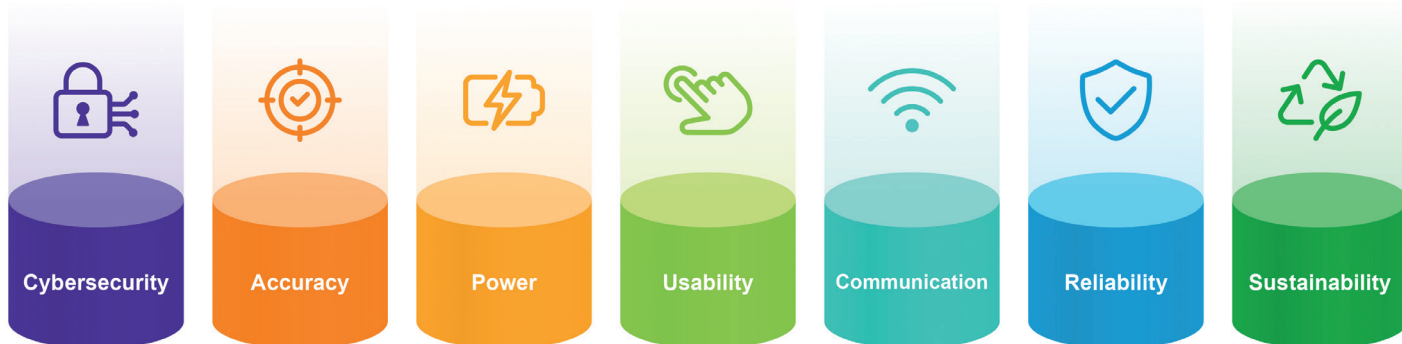 Cybersecurity
Accuracy
Power
Usability
Communication
Reliability
Sustainability